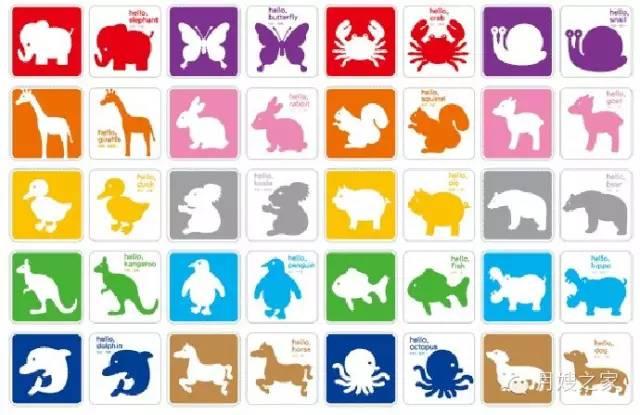 hello,
elephant
hello,
butterfly
hello,
crab
hello,
snail
hello,
giraffe
hello,
rabbit
hello,
squirrel
hello,
goat
hello,
duck
hello,
koala
hello,
pig
hello,
bear
hello,
kangaroo
hello,
penguin
hello,
fish
hello,
hippo
hello,
dolphin
hello,
horse
hello,
octopus
hello,
dog
月嫂之家